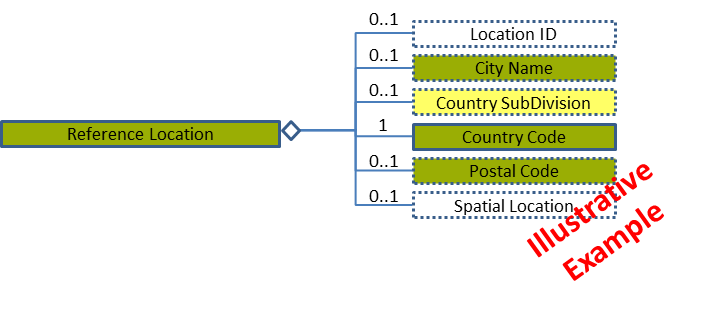 0..1
Location ID
0..1
City Name
0..1
Country SubDivision
Reference Location
1
Country Code
0..1
Postal Code
0..1
Spatial Location
Illustrative
Example